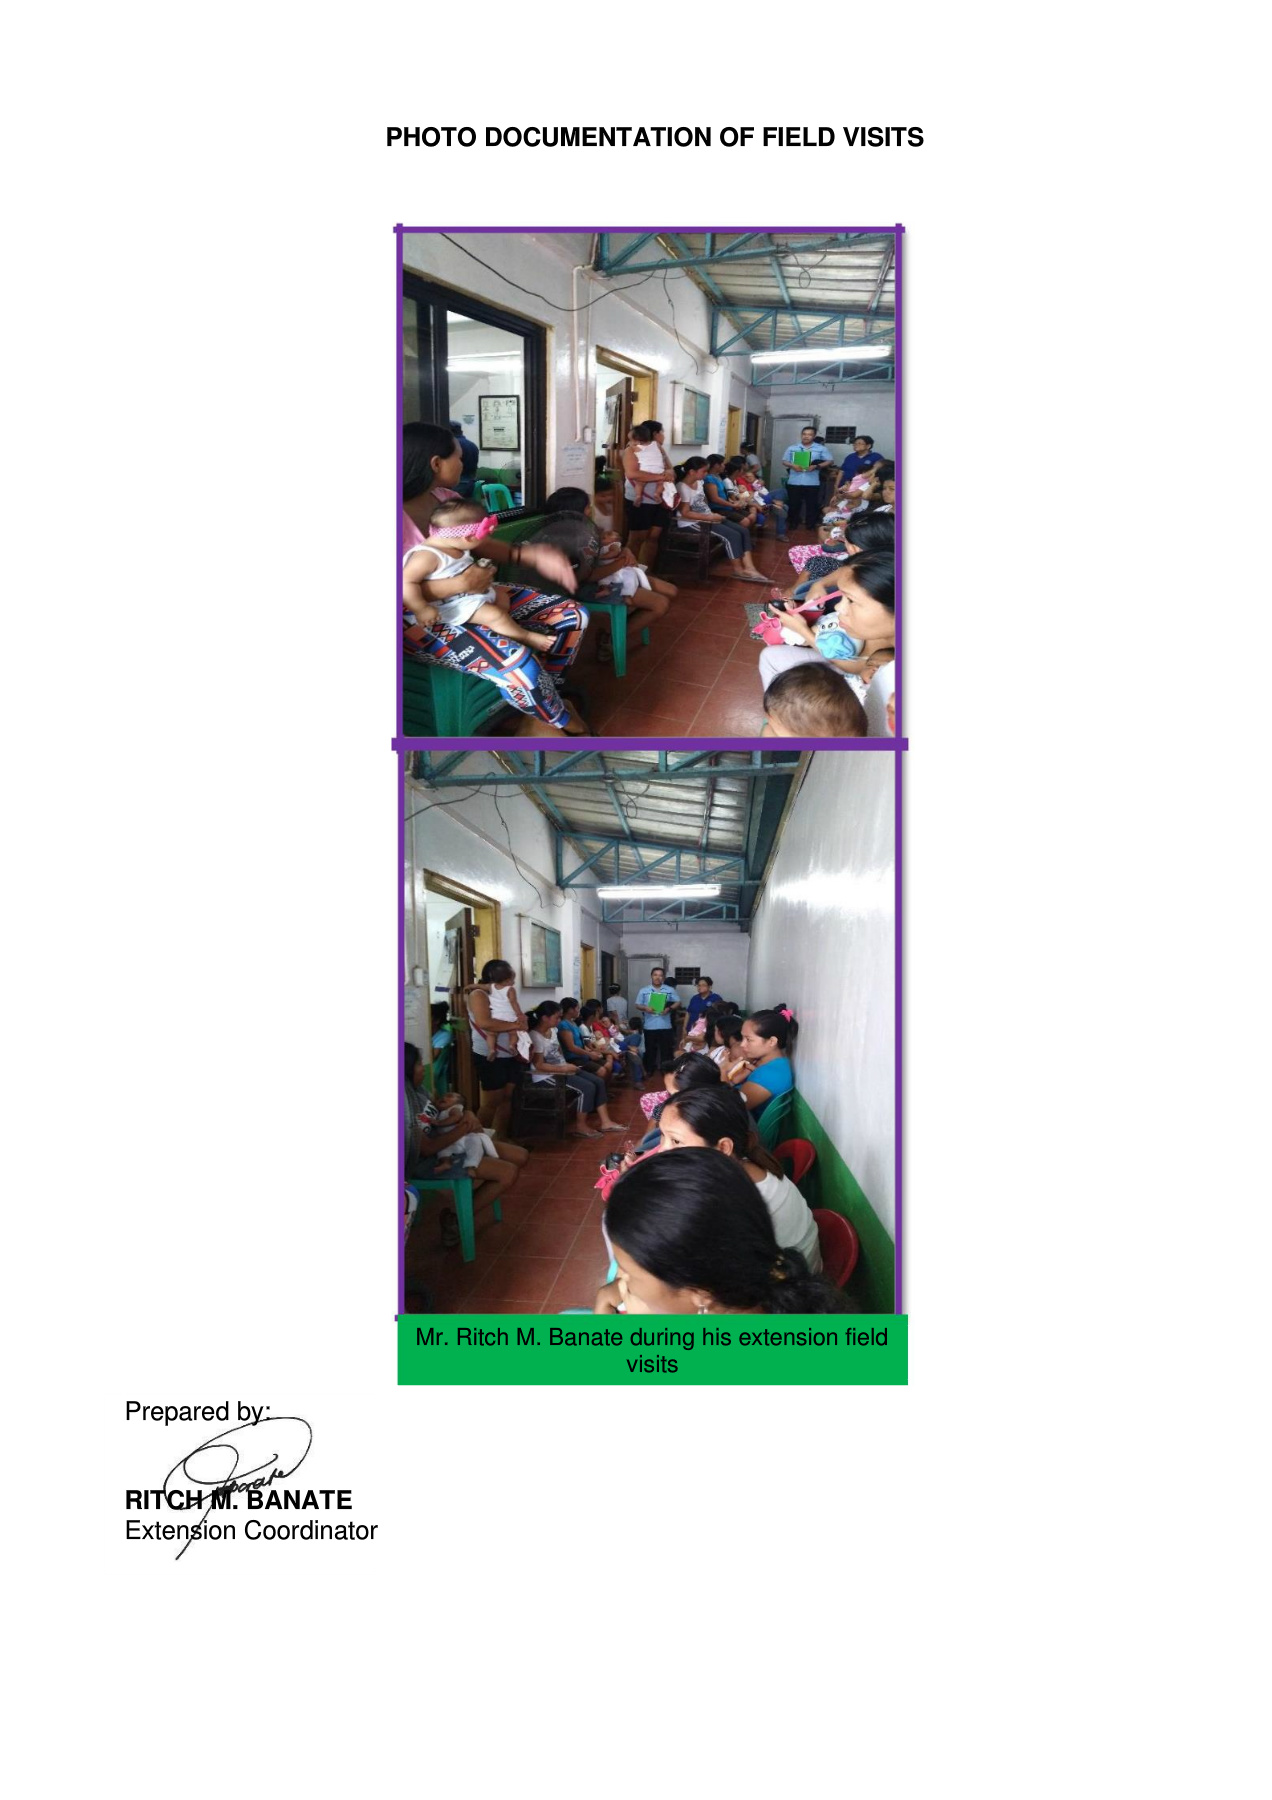 PHOTO DOCUMENTATION OF FIELD VISITS
Mr. Ritch M. Banate during his extension field
visits
Prepared by:
RITCH M. BANATE
Extension Coordinator